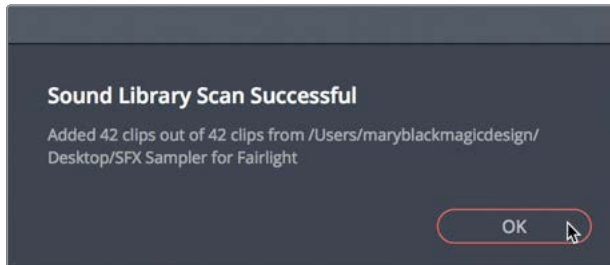 Sound Library Scan Successful
Added 42 clips out of 42 clips from /Users/maryblackmagicdesign/
Desktop/SFX Sampler for Fairlight
OK